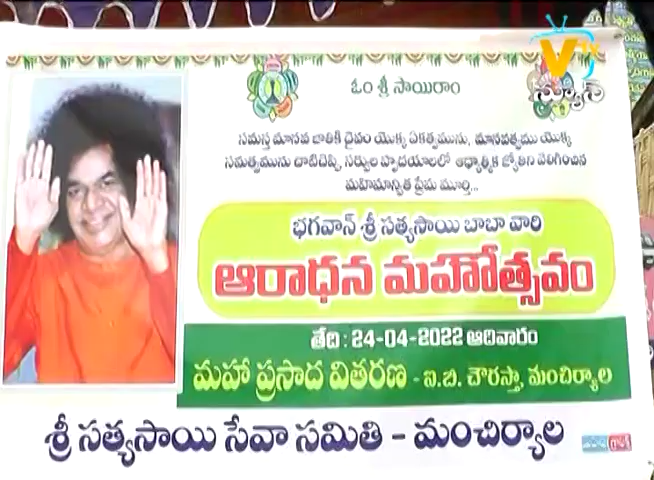 V TV
న్యూస్
ఓం శ్రీ సాయిరాం
సమస్త మానవ జాతికి దైవం యొక్క ఏకత్వమును, మానవత్వము యొక్క
సమత్వమును చాటిచెప్పి, సర్వుల హృదయాలలో ఆధ్యాత్మిక జ్యోతిని వెలిగించిన
మహిమాన్విత ప్రేమ మూర్తి...
భగవాన్ శ్రీ సత్యసాయి బాబా వారి
ఆరాధన మహోత్సవం
తేది : 24-04-2022 ఆదివారం
మహా ప్రసాద వితరణ - ఐ.బి. చౌరస్తా, మంచిర్యాల
శ్రీ సత్యసాయి సేవా సమితి - మంచిర్యాల